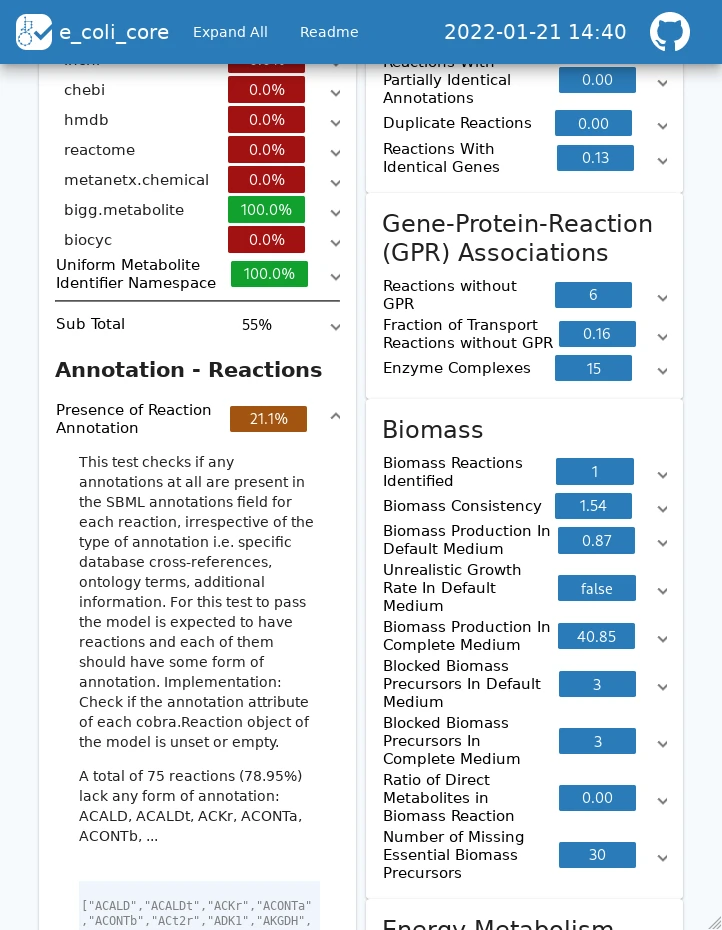 e_coli_core Expand All Readme 2022-01-21 14:40
chebi 0.0%
hmdb 0.0%
reactome 0.0%
metanetx.chemical 0.0%
bigg.metabolite 100.0%
biocyc 0.0%
Uniform Metabolite
Identifier Namespace 100.0%
Sub Total 55%
Annotation - Reactions
Presence of Reaction
Annotation 21.1%
This test checks if any
annotations at all are present in
the SBML annotations field for
each reaction, irrespective of the
type of annotation i.e. specific
database cross-references,
ontology terms, additional
information. For this test to pass
the model is expected to have
reactions and each of them
should have some form of
annotation. Implementation:
Check if the annotation attribute
of each cobra.Reaction object of
the model is unset or empty.
A total of 75 reactions (78.95%)
lack any form of annotation:
ACALD, ACALDt, ACKr, ACONTa,
ACONTb, ...
["ACALD","ACALDt","ACKr","ACONTa"
,"ACONTb","ACt2r","ADK1","AKGDH",
Reactions With
Partially Identical
Annotations 0.00
Duplicate Reactions 0.00
Reactions With
Identical Genes 0.13
Gene-Protein-Reaction
(GPR) Associations
Reactions without
GPR 6
Fraction of Transport
Reactions without GPR 0.16
Enzyme Complexes 15
Biomass
Biomass Reactions
Identified 1
Biomass Consistency 1.54
Biomass Production In
Default Medium 0.87
Unrealistic Growth
Rate In Default
Medium false
Biomass Production In
Complete Medium 40.85
Blocked Biomass
Precursors In Default
Medium 3
Blocked Biomass
Precursors In
Complete Medium 3
Ratio of Direct
Metabolites in
Biomass Reaction 0.00
Number of Missing
Essential Biomass
Precursors 30
Energy Metabolism